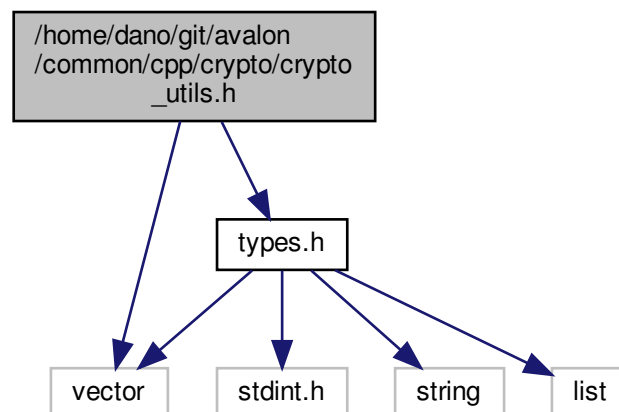 /home/dano/git/avalon
/common/cpp/crypto/crypto
_utils.h
types.h
vector
stdint.h
string
list